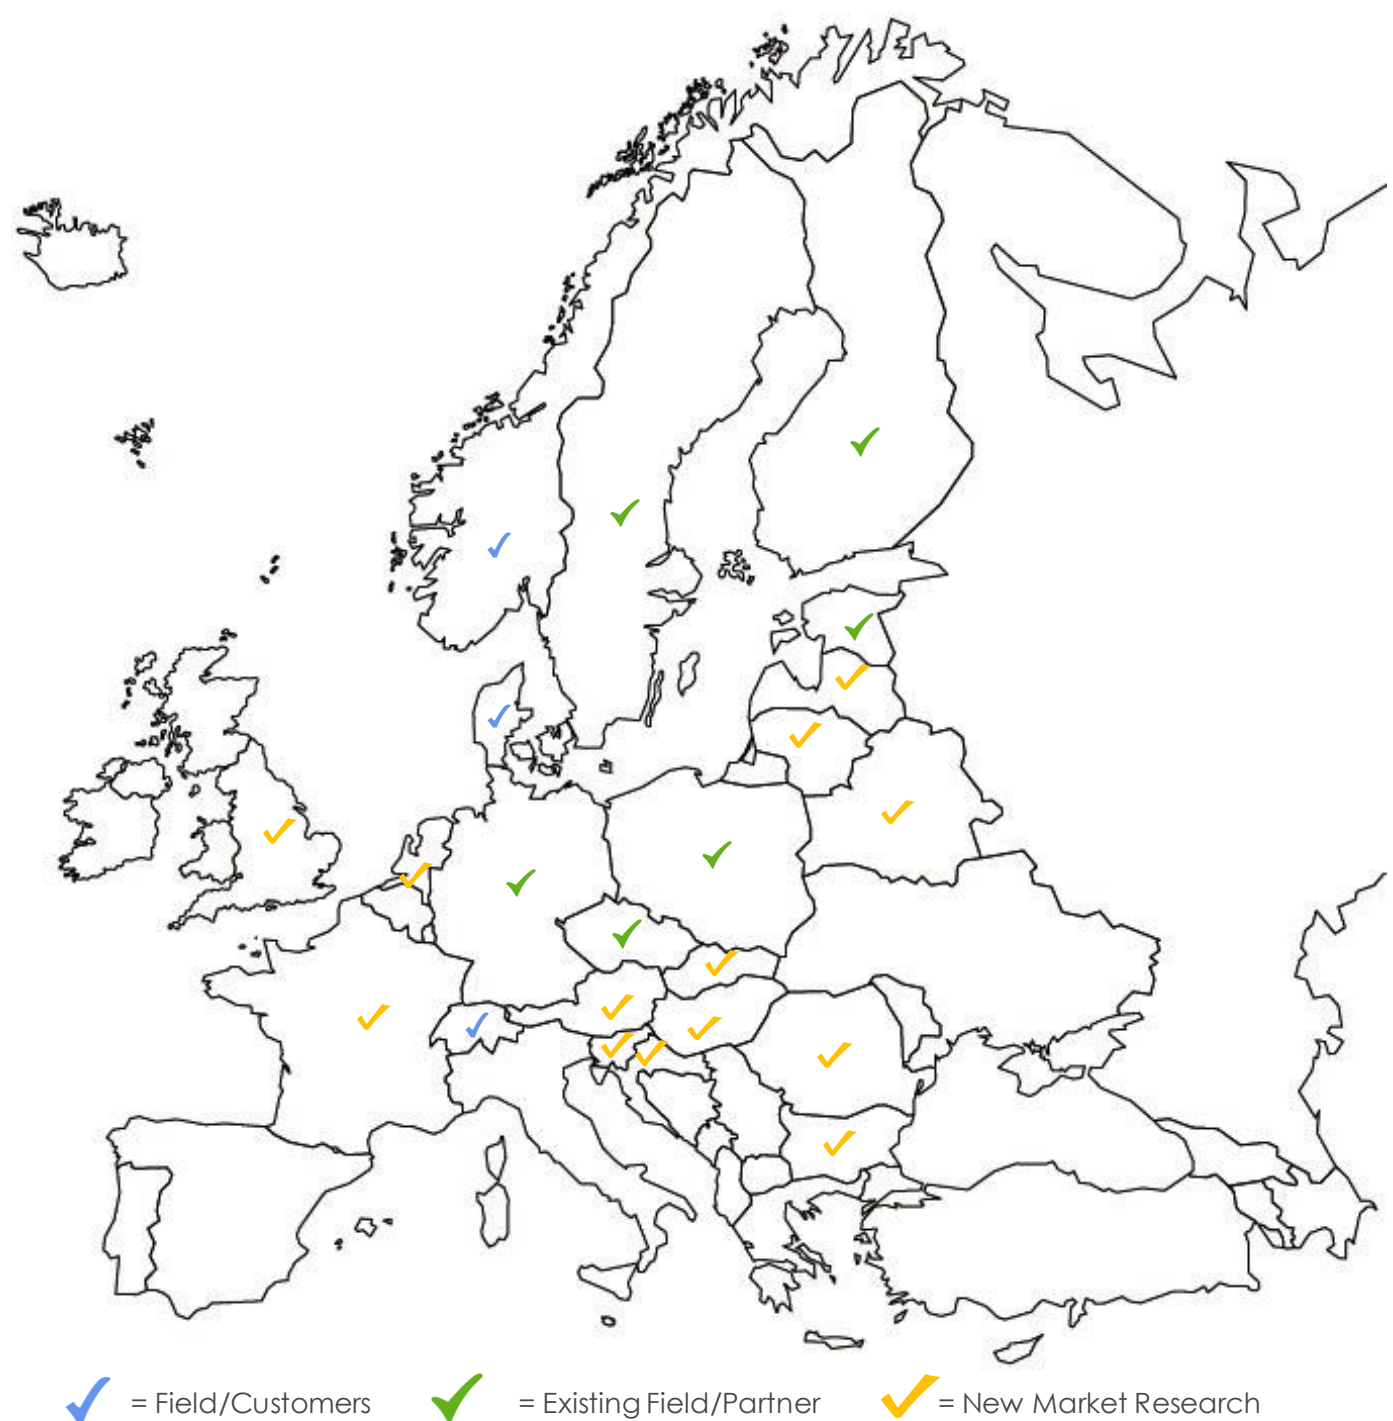 = Field/Customers = Existing Field/Partner = New Market Research